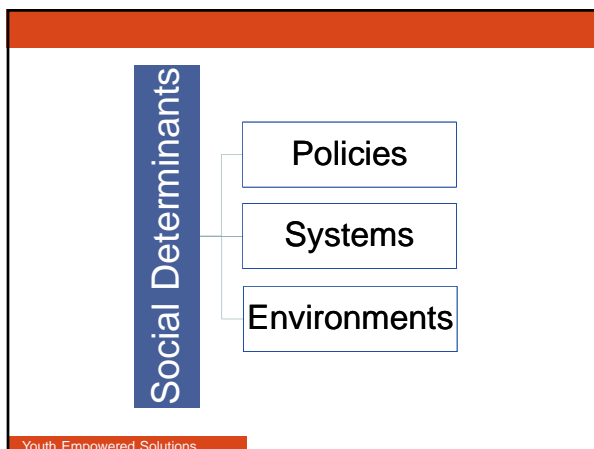 Social Determinants
Policies
Systems
Environments
Youth Empowered Solutions